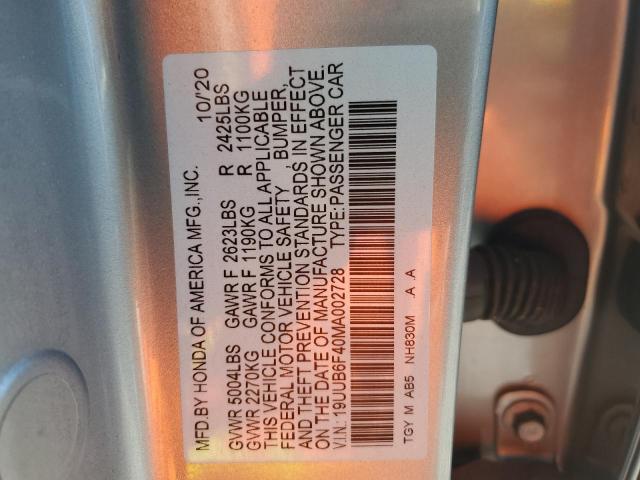 MFD.BY HONDA OF AMERICA MFG.,INC. 10/'20
GVWR 5004LBS GAWR F 2623LBS R 2425LBS
GVWR 2270KG GAWR F 1190KG R 1100KG
THIS VEHICLE CONFORMS TO ALL APPLICABLE
FEDERAL MOTOR VEHICLE SAFETY , BUMPER,
AND THEFT PREVENTION STANDARDS IN EFFECT
ON THE DATE OF MANUFACTURE SHOWN ABOVE.
V.I.N.: 19UUB6F40MA002728 TYPE:PASSENGER CAR
TGY M AB5 NH830M A A